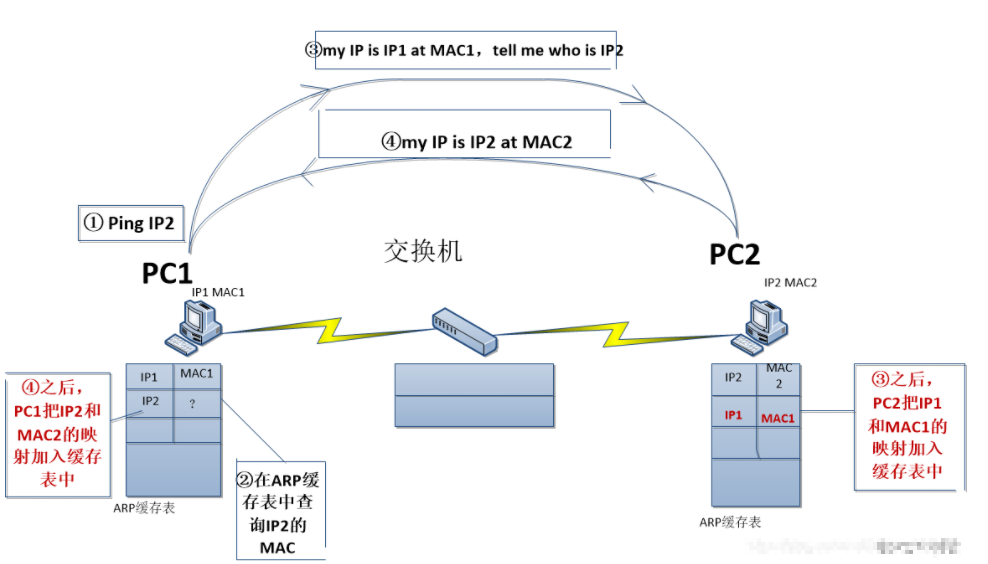 ③my IP is IP1 at MAC1，tell me who is IP2
④my IP is IP2 at MAC2
① Ping IP2
交换机
PC1
PC2
IP1 MAC1
IP2 MAC2
IP1 MAC1
IP2 ?
IP2 MAC
2
IP1 MAC1
④之后，
PC1把IP2和
MAC2的映
射加入缓存
表中
②在ARP缓
存表中查
询IP2的
MAC
③之后，
PC2把IP1
和MAC1的
映射加入
缓存表中
ARP缓存表
ARP缓存表